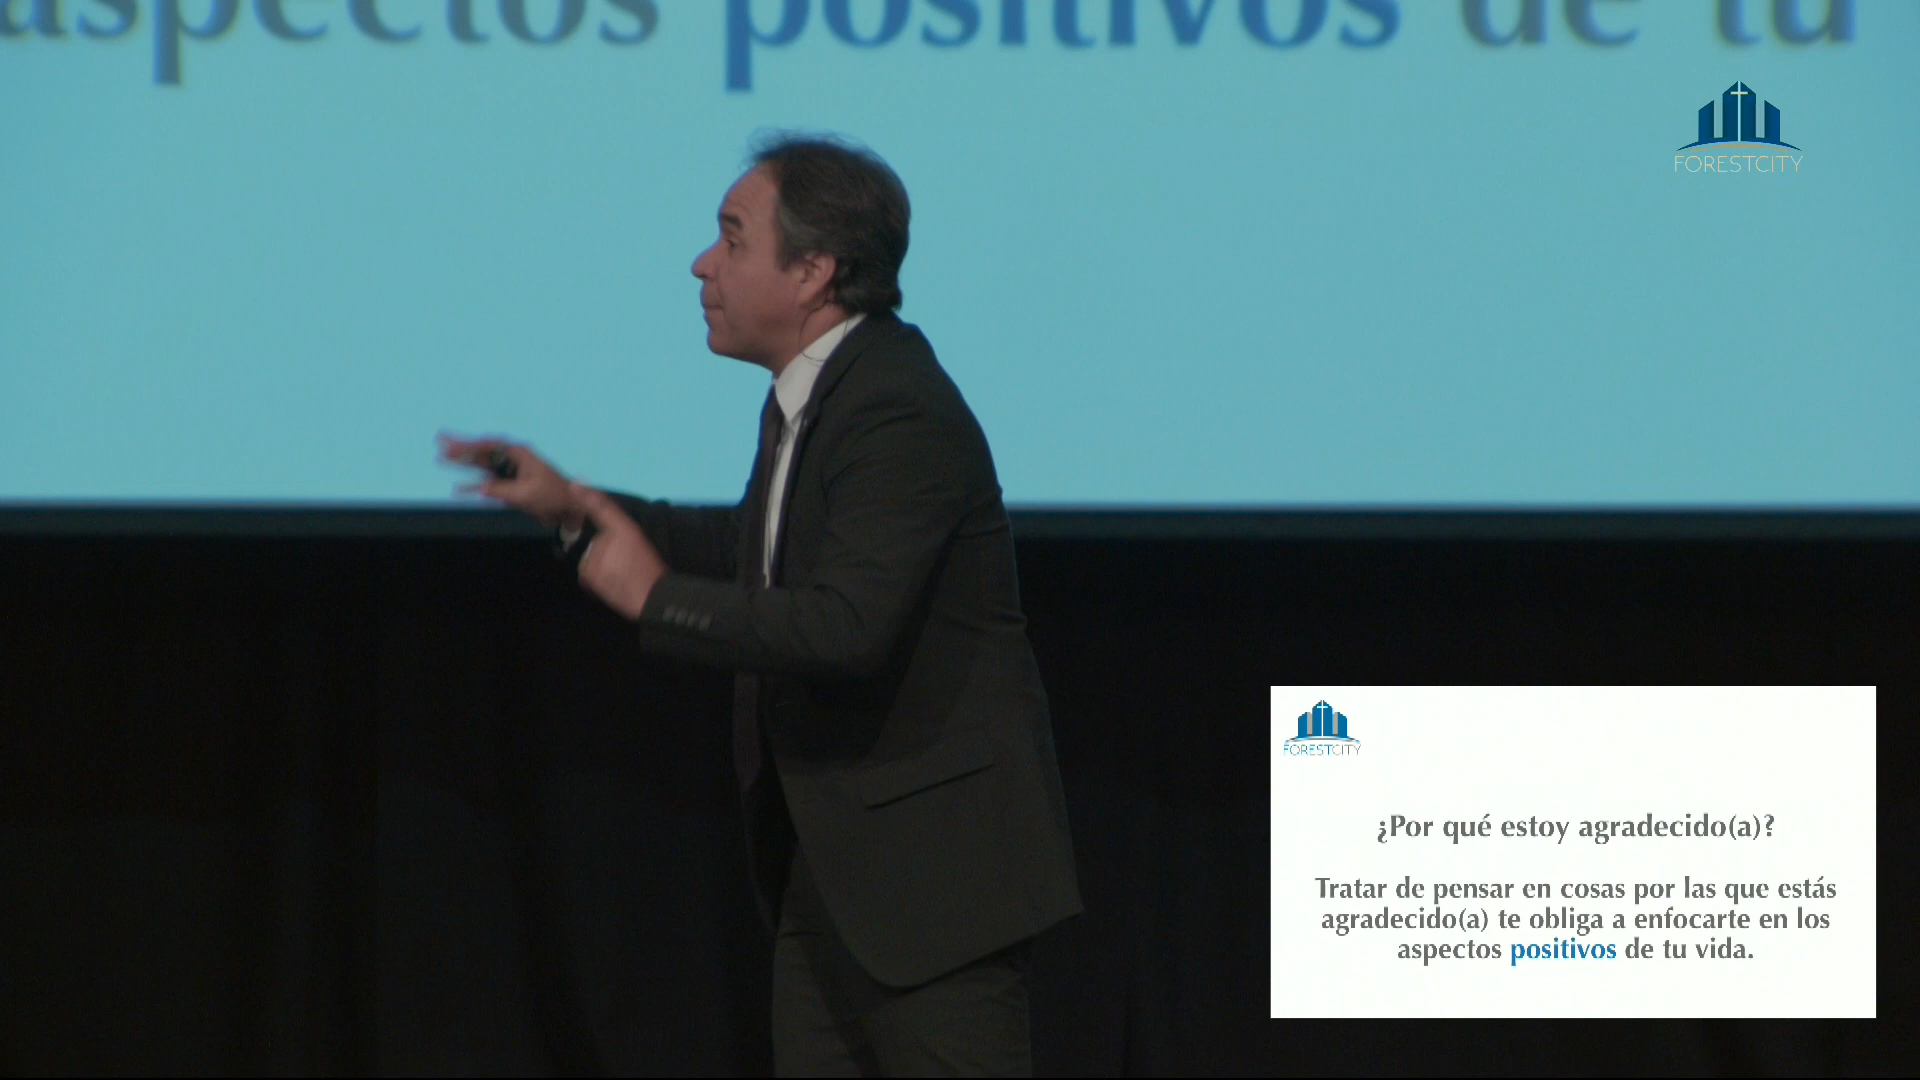 aspectos positivos de tu
FORESTCITY
FORESTCITY
¿Por qué estoy agradecido(a)?
Tratar de pensar en cosas por las que estás
agradecido(a) te obliga a enfocarte en los
aspectos positivos de tu vida.